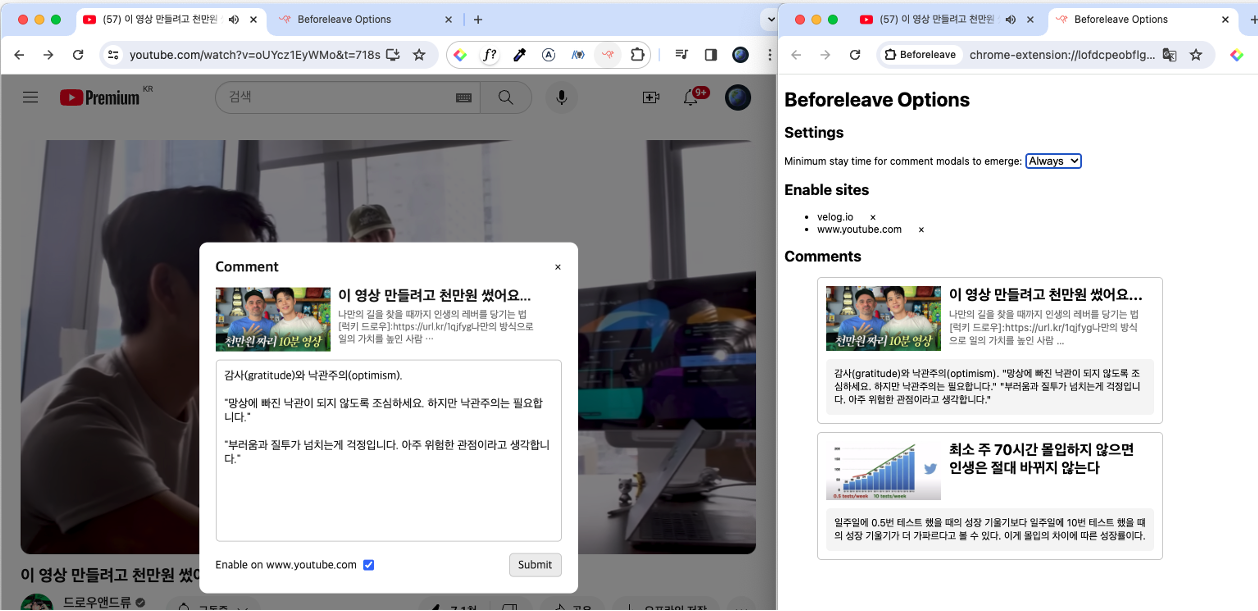 (57) 이 영상 만들려고 천만원
Beforeleave Options
youtube.com/watch?v=oUYcz1EyWMo&t=718s
Premium KR
검색
9+
Comment
이 영상 만들려고 천만원 썼어요...
나만의 길을 찾을 때까지 인생의 레버를 당기는 법
[럭키 드로우]:https://url.kr/1qjfyg나만의 방식으로
일의 가치를 높인 사람 ...
천만원 짜리 10분 영상
감사(gratitude)와 낙관주의(optimism).
"망상에 빠진 낙관이 되지 않도록 조심하세요. 하지만 낙관주의는 필요합
니다."
"부러움과 질투가 넘치는게 걱정입니다. 아주 위험한 관점이라고 생각합니
다."
Enable on www.youtube.com
Submit
이 영상 만들려고 천만원 썼어
드로우앤드류
(57) 이 영상 만들려고 천만원
Beforeleave Options
Beforeleave
chrome-extension://lofdcpeobflg...
Beforeleave Options
Settings
Minimum stay time for comment modals to emerge: Always
Enable sites
velog.io ×
www.youtube.com ×
Comments
이 영상 만들려고 천만원 썼어요...
나만의 길을 찾을 때까지 인생의 레버를 당기는 법
[럭키 드로우]:https://url.kr/1qjfyg나만의 방식
으로 일의 가치를 높인 사람 ...
천만원 짜리 10분 영상
감사(gratitude)와 낙관주의(optimism). "망상에 빠진 낙관이 되지 않도록 조
심하세요. 하지만 낙관주의는 필요합니다." "부러움과 질투가 넘치는게 걱정입니
다. 아주 위험한 관점이라고 생각합니다."
최소 주 70시간 몰입하지 않으면
인생은 절대 바뀌지 않는다
0.5 tests/week 10 tests/week
일주일에 0.5번 테스트 했을 때의 성장 기울기보다 일주일에 10번 테스트 했을 때
의 성장 기울기가 더 가파르다고 볼 수 있다. 이게 몰입의 차이에 따른 성장률이다.